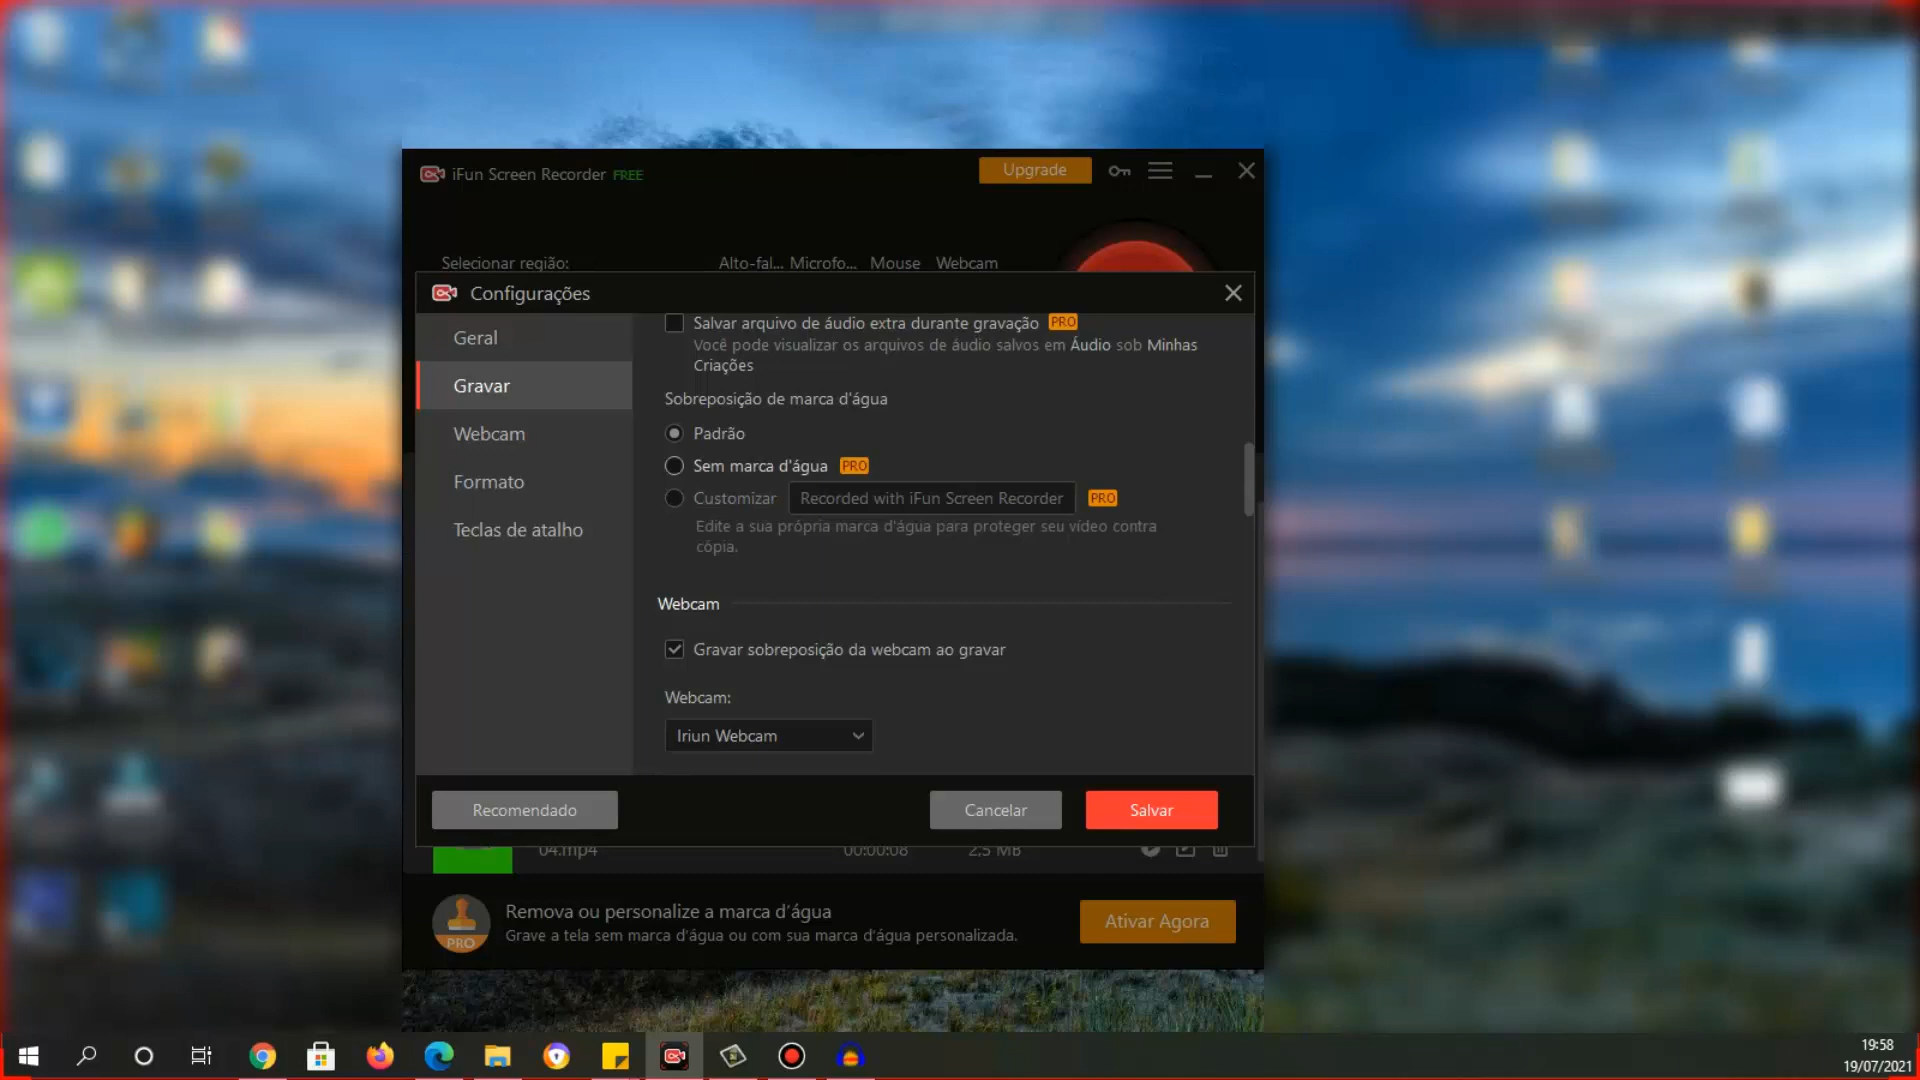 iFun Screen Recorder FREE
Upgrade
Selecionar região:
Alto-fal... Microfo... Mouse Webcam
Configurações
Geral
Gravar
Webcam
Formato
Teclas de atalho
Salvar arquivo de áudio extra durante gravação PRO
Você pode visualizar os arquivos de áudio salvos em Áudio sob Minhas
Criações
Sobreposição de marca d'água
Padrão
Sem marca d'água PRO
Customizar Recorded with iFun Screen Recorder PRO
Edite a sua própria marca d'água para proteger seu vídeo contra
cópia.
Webcam
Gravar sobreposição da webcam ao gravar
Webcam:
Iriun Webcam
Recomendado
Cancelar
Salvar
04.mp4 00:00:08 2,5 MB
PRO
Remova ou personalize a marca d'água
Grave a tela sem marca d'água ou com sua marca d'água personalizada.
Ativar Agora
19:58
19/07/2021